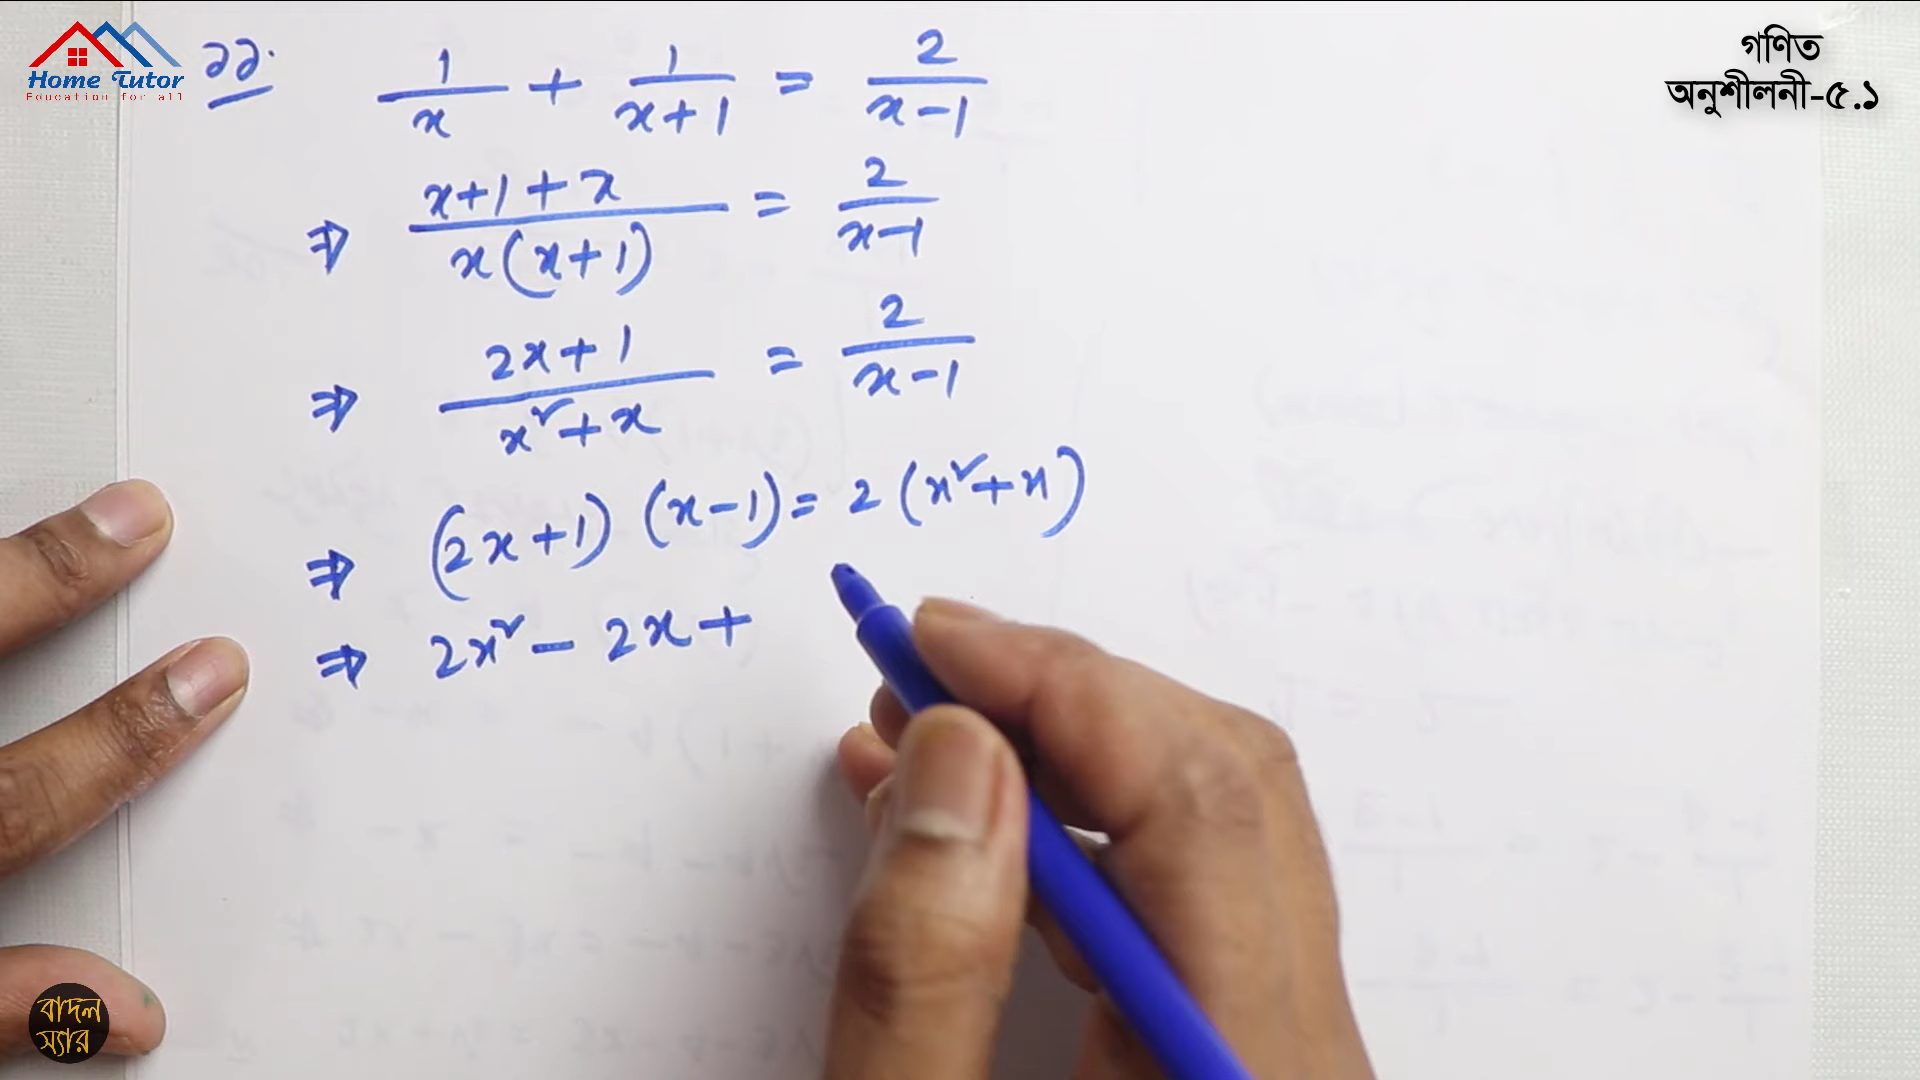 Home Tutor
Education for all
গণিত
অনুশীলনী-৫.১
১১. 1/x + 1/(x+1) = 2/(x-1)
⇒ (x+1+x)/(x(x+1)) = 2/(x-1)
⇒ (2x+1)/(x²+x) = 2/(x-1)
⇒ (2x+1) (x-1) = 2 (x²+x)
⇒ 2x² - 2x +
বাদল
স্যার